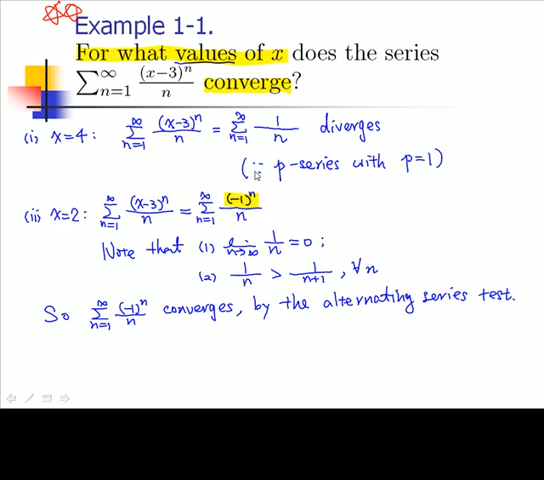 Example 1-1.
For what values of x does the series
∑_{n=1}^{∞} (x−3)^n / n converge?
(i) x=4: ∑_{n=1}^{∞} (x-3)^n / n = ∑_{n=1}^{∞} 1/n diverges
(∵ p-series with p=1)
(ii) x=2: ∑_{n=1}^{∞} (x-3)^n / n = ∑_{n=1}^{∞} (-1)^n / n
Note that (1) lim_{n→∞} 1/n = 0;
(2) 1/n > 1/(n+1), ∀n
So ∑_{n=1}^{∞} (-1)^n / n converges, by the alternating series test.